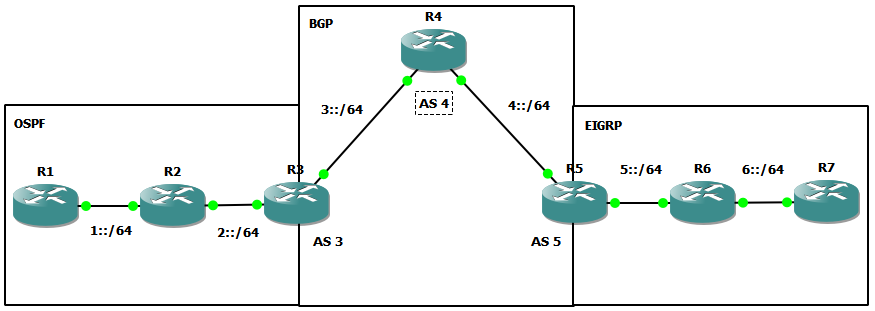 BGP
R4
3::/64
AS 4
4::/64
OSPF
EIGRP
R1
R2
R3
R5
5::/64
R6
6::/64
R7
1::/64
2::/64
AS 3
AS 5